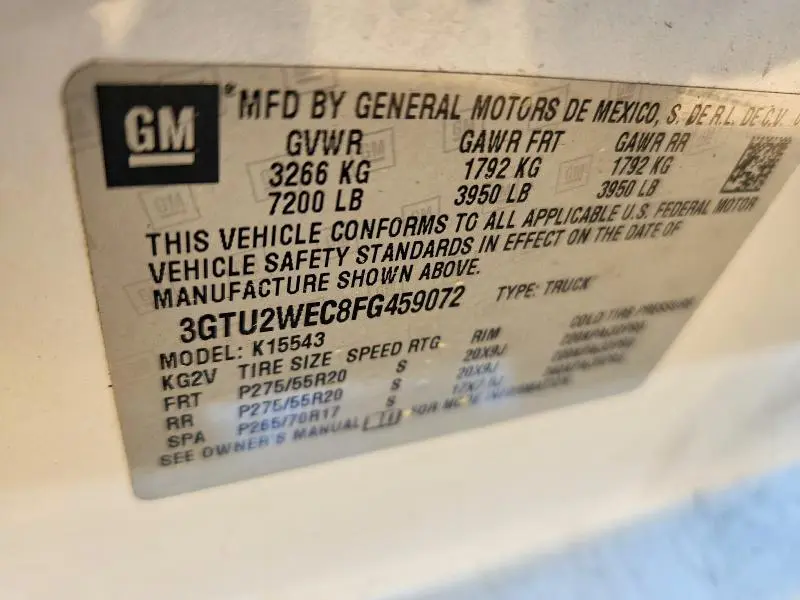 GM
MFD BY GENERAL MOTORS DE MEXICO, S. DE R.L. DE C.V.
GVWR GAWR FRT GAWR RR
3266 KG 1792 KG 1792 KG
7200 LB 3950 LB 3950 LB
THIS VEHICLE CONFORMS TO ALL APPLICABLE U.S. FEDERAL MOTOR
VEHICLE SAFETY STANDARDS IN EFFECT ON THE DATE OF
MANUFACTURE SHOWN ABOVE.
3GTU2WEC8FG459072 TYPE: TRUCK
MODEL: K15543
KG2V TIRE SIZE SPEED RTG RIM COLD TIRE PRESSURE
FRT P275/55R20 S 20X9J
RR P275/55R20 S 20X9J
SPA P265/70R17 S
SEE OWNER'S MANUAL FOR MORE INFORMATION.